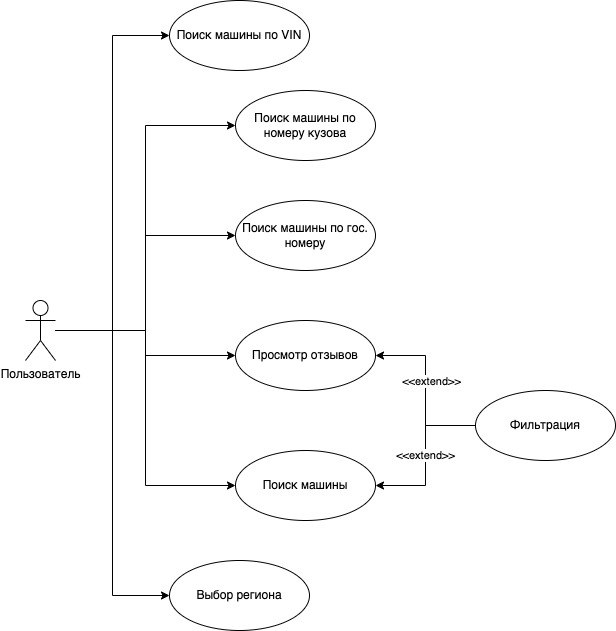 Поиск машины по VIN
Поиск машины по
номеру кузова
Поиск машины по гос.
номеру
Пользователь
Просмотр отзывов
<<extend>>
Фильтрация
<<extend>>
Поиск машины
Выбор региона